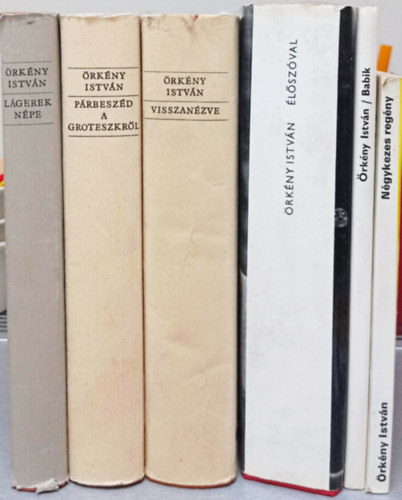 ÖRKÉNY
ISTVÁN
LÁGEREK
NÉPE
ÖRKÉNY
ISTVÁN
PÁRBESZÉD
A
GROTESZKRŐL
ÖRKÉNY
ISTVÁN
VISSZANÉZVE
ÖRKÉNY ISTVÁN ÉLŐSZÓVAL
Örkény István / Babik
Örkény István Négykezes regény